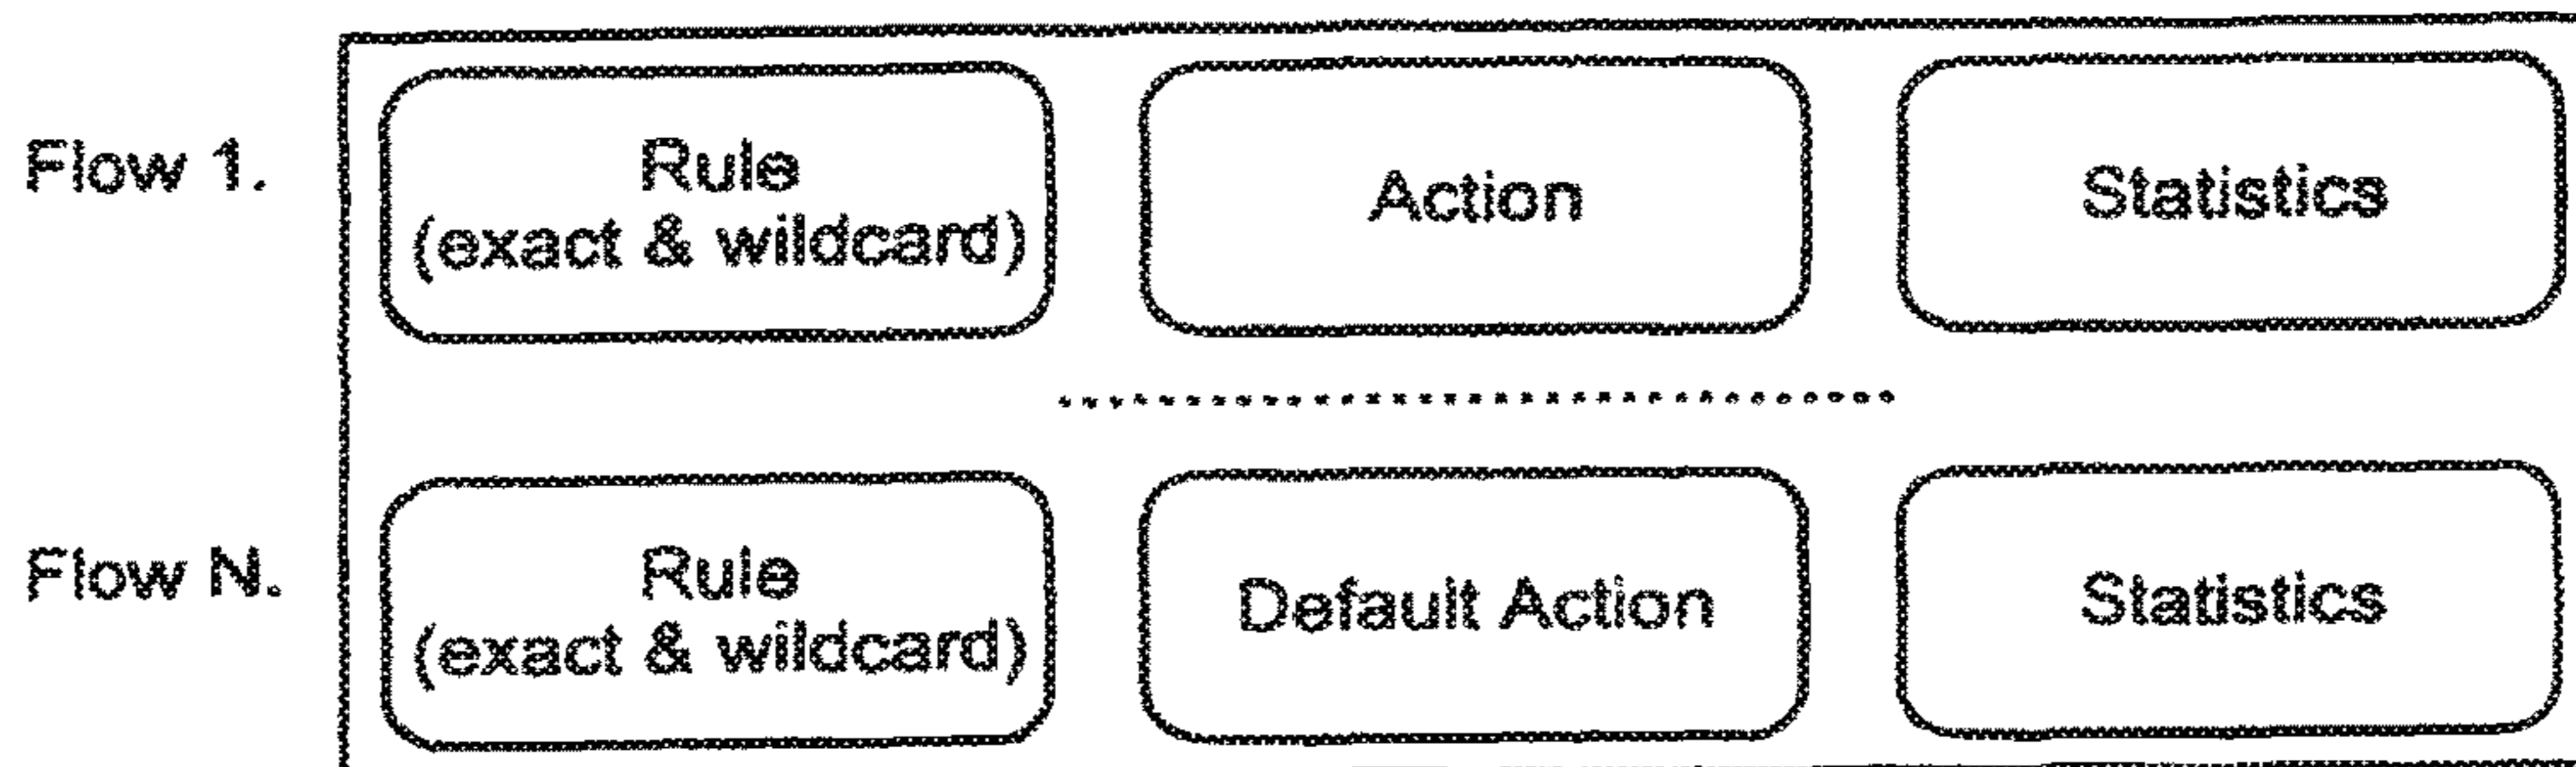 Flow 1.
Rule
(exact & wildcard)
Action
Statistics
Flow N.
Rule
(exact & wildcard)
Default Action
Statistics